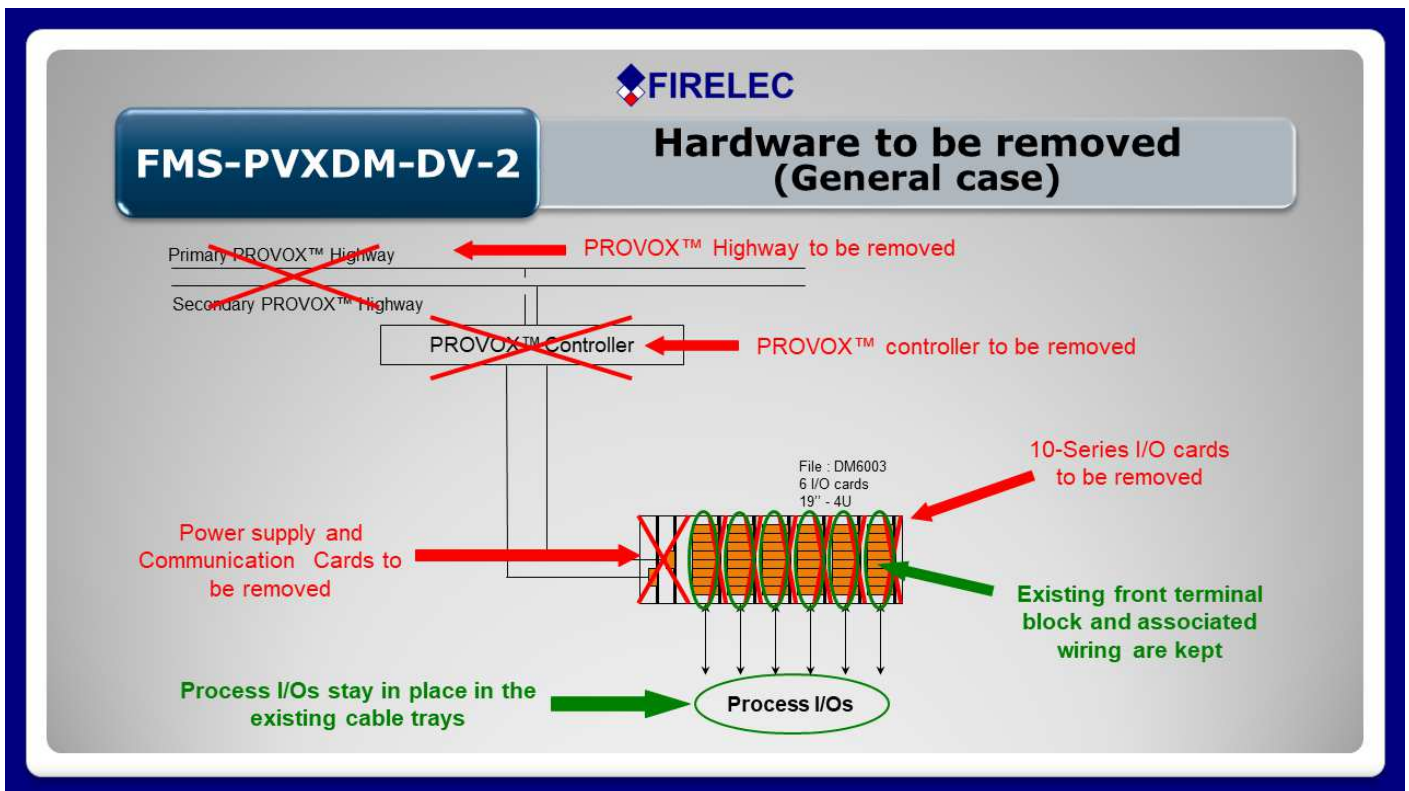 FIRELEC
FMS-PVXDM-DV-2
Hardware to be removed
(General case)
Primary PROVOX™ Highway
PROVOX™ Highway to be removed
Secondary PROVOX™ Highway
PROVOX™ Controller
PROVOX™ controller to be removed
File : DM6003
6 I/O cards
19'' - 4U
10-Series I/O cards
to be removed
Power supply and
Communication Cards to
be removed
Existing front terminal
block and associated
wiring are kept
Process I/Os stay in place in the
existing cable trays
Process I/Os